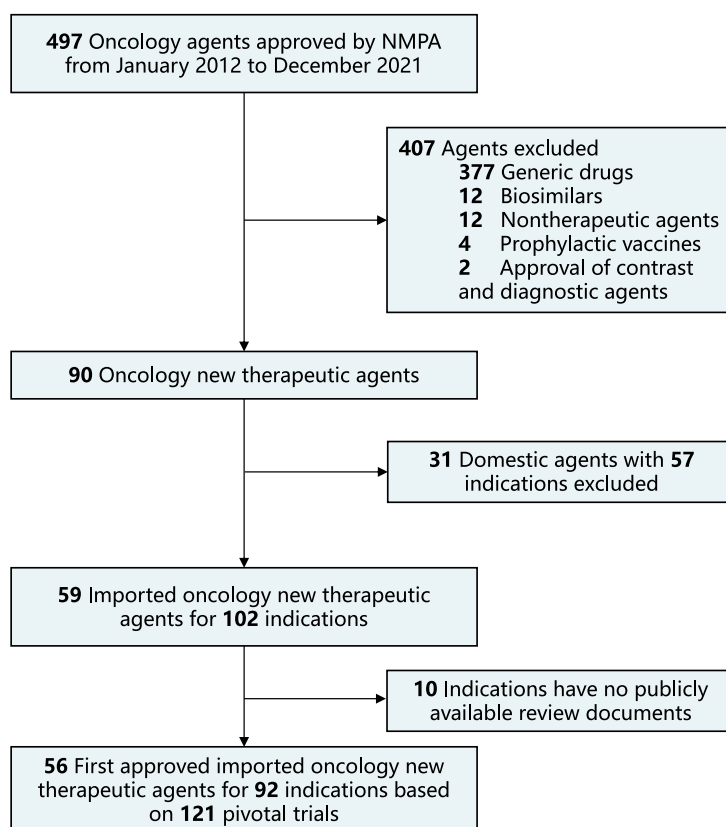 497 Oncology agents approved by NMPA
from January 2012 to December 2021
407 Agents excluded
377 Generic drugs
12 Biosimilars
12 Nontherapeutic agents
4 Prophylactic vaccines
2 Approval of contrast
and diagnostic agents
90 Oncology new therapeutic agents
31 Domestic agents with 57
indications excluded
59 Imported oncology new therapeutic
agents for 102 indications
10 Indications have no publicly
available review documents
56 First approved imported oncology new
therapeutic agents for 92 indications based
on 121 pivotal trials